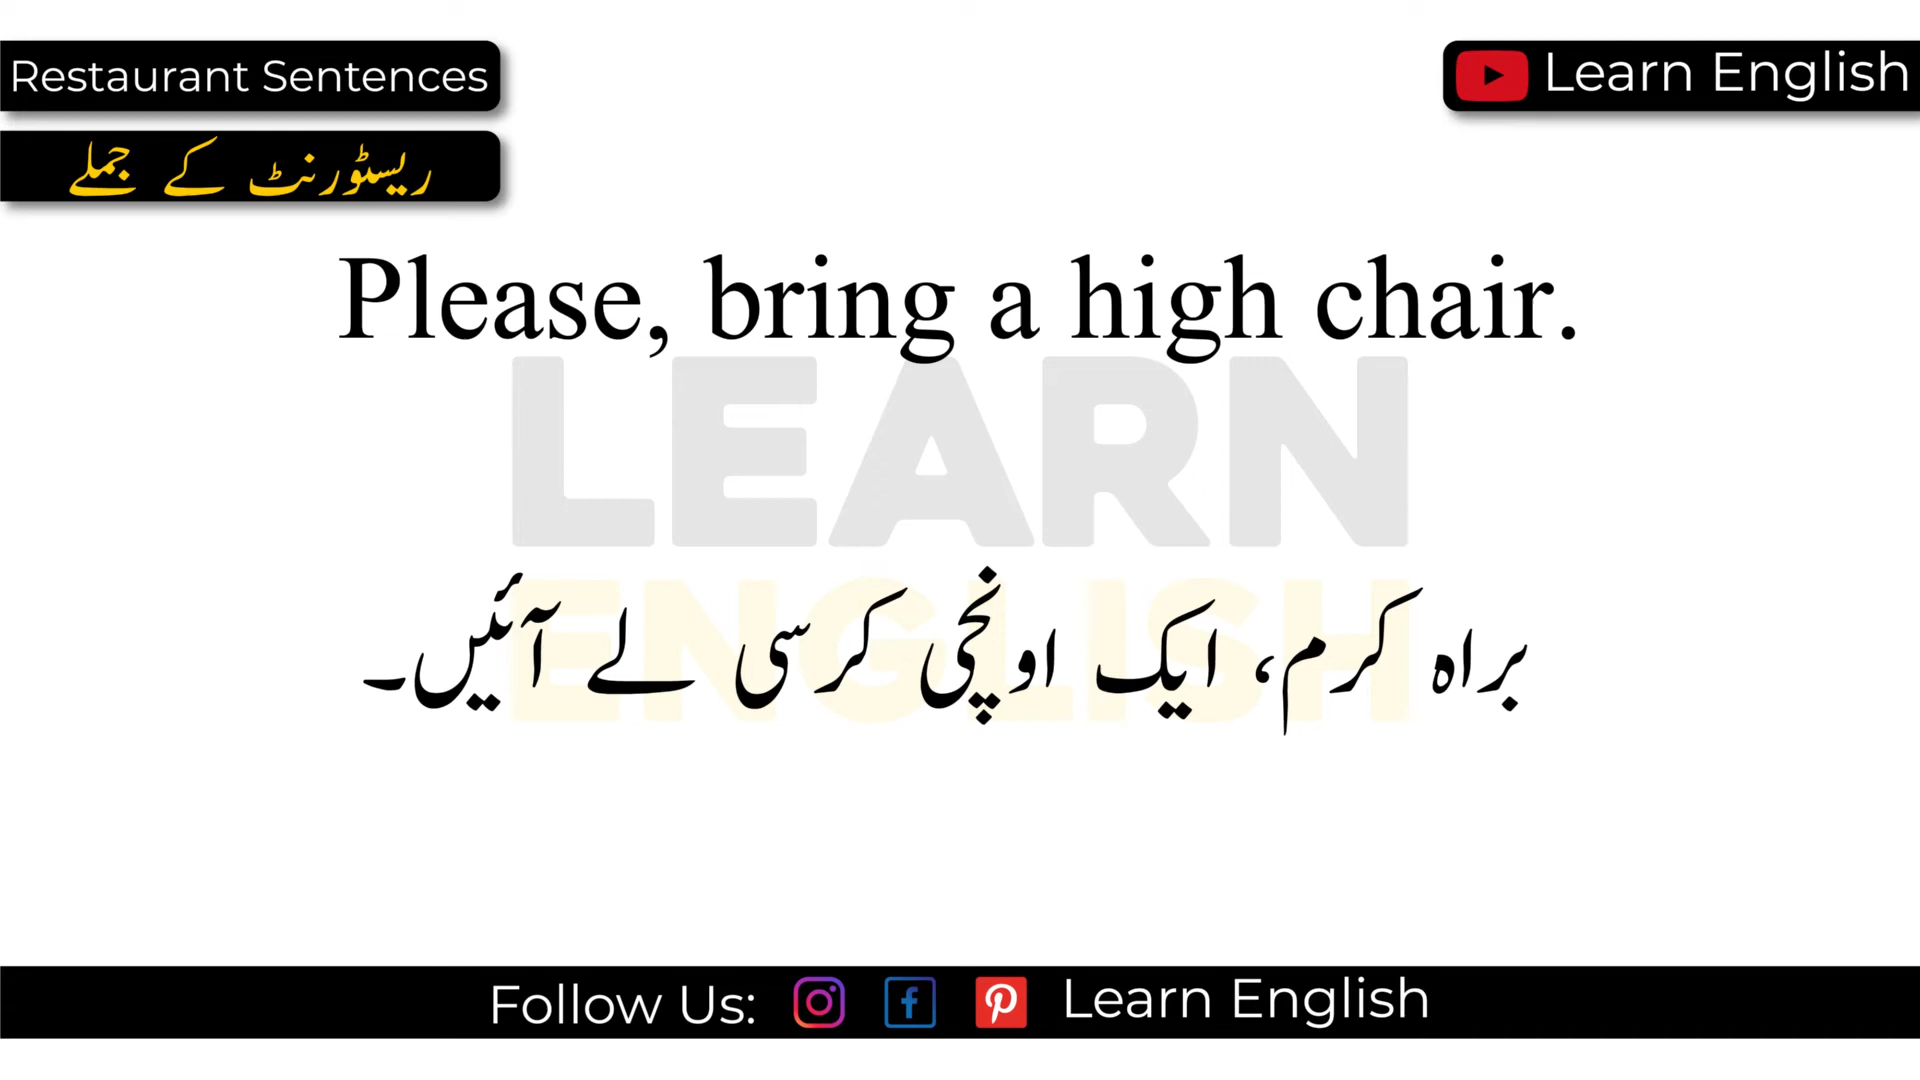 Restaurant Sentences
Learn English
ریسٹورنٹ کے جملے
Please, bring a high chair.
LEARN
ENGLISH
براہ کرم، ایک اونچی کرسی لے آئیں۔
Follow Us: Learn English